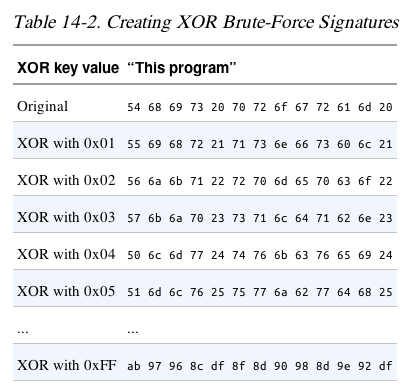 Table 14-2. Creating XOR Brute-Force Signatures
XOR key value “This program”
Original 54 68 69 73 20 70 72 6f 67 72 61 6d 20
XOR with 0x01 55 69 68 72 21 71 73 6e 66 73 60 6c 21
XOR with 0x02 56 6a 6b 71 22 72 70 6d 65 70 63 6f 22
XOR with 0x03 57 6b 6a 70 23 73 71 6c 64 71 62 6e 23
XOR with 0x04 50 6c 6d 77 24 74 76 6b 63 76 65 69 24
XOR with 0x05 51 6d 6c 76 25 75 77 6a 62 77 64 68 25
... ...
XOR with 0xFF ab 97 96 8c df 8f 8d 90 98 8d 9e 92 df